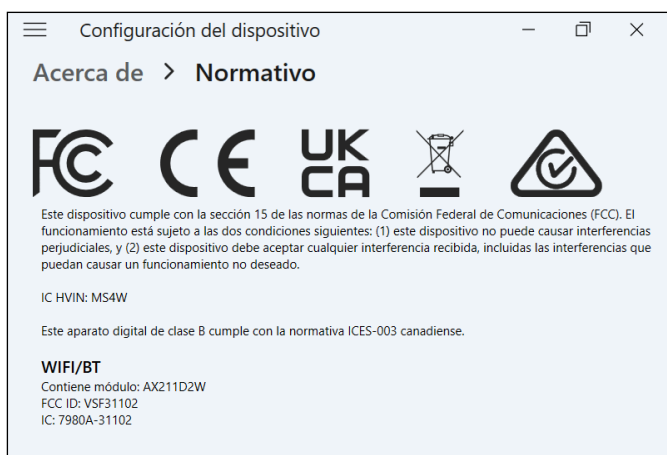 Configuración del dispositivo
Acerca de > Normativo
FC CE UK CA
Este dispositivo cumple con la sección 15 de las normas de la Comisión Federal de Comunicaciones (FCC). El
funcionamiento está sujeto a las dos condiciones siguientes: (1) este dispositivo no puede causar interferencias
perjudiciales, y (2) este dispositivo debe aceptar cualquier interferencia recibida, incluidas las interferencias que
puedan causar un funcionamiento no deseado.
IC HVIN: MS4W
Este aparato digital de clase B cumple con la normativa ICES-003 canadiense.
WIFI/BT
Contiene módulo: AX211D2W
FCC ID: VSF31102
IC: 7980A-31102